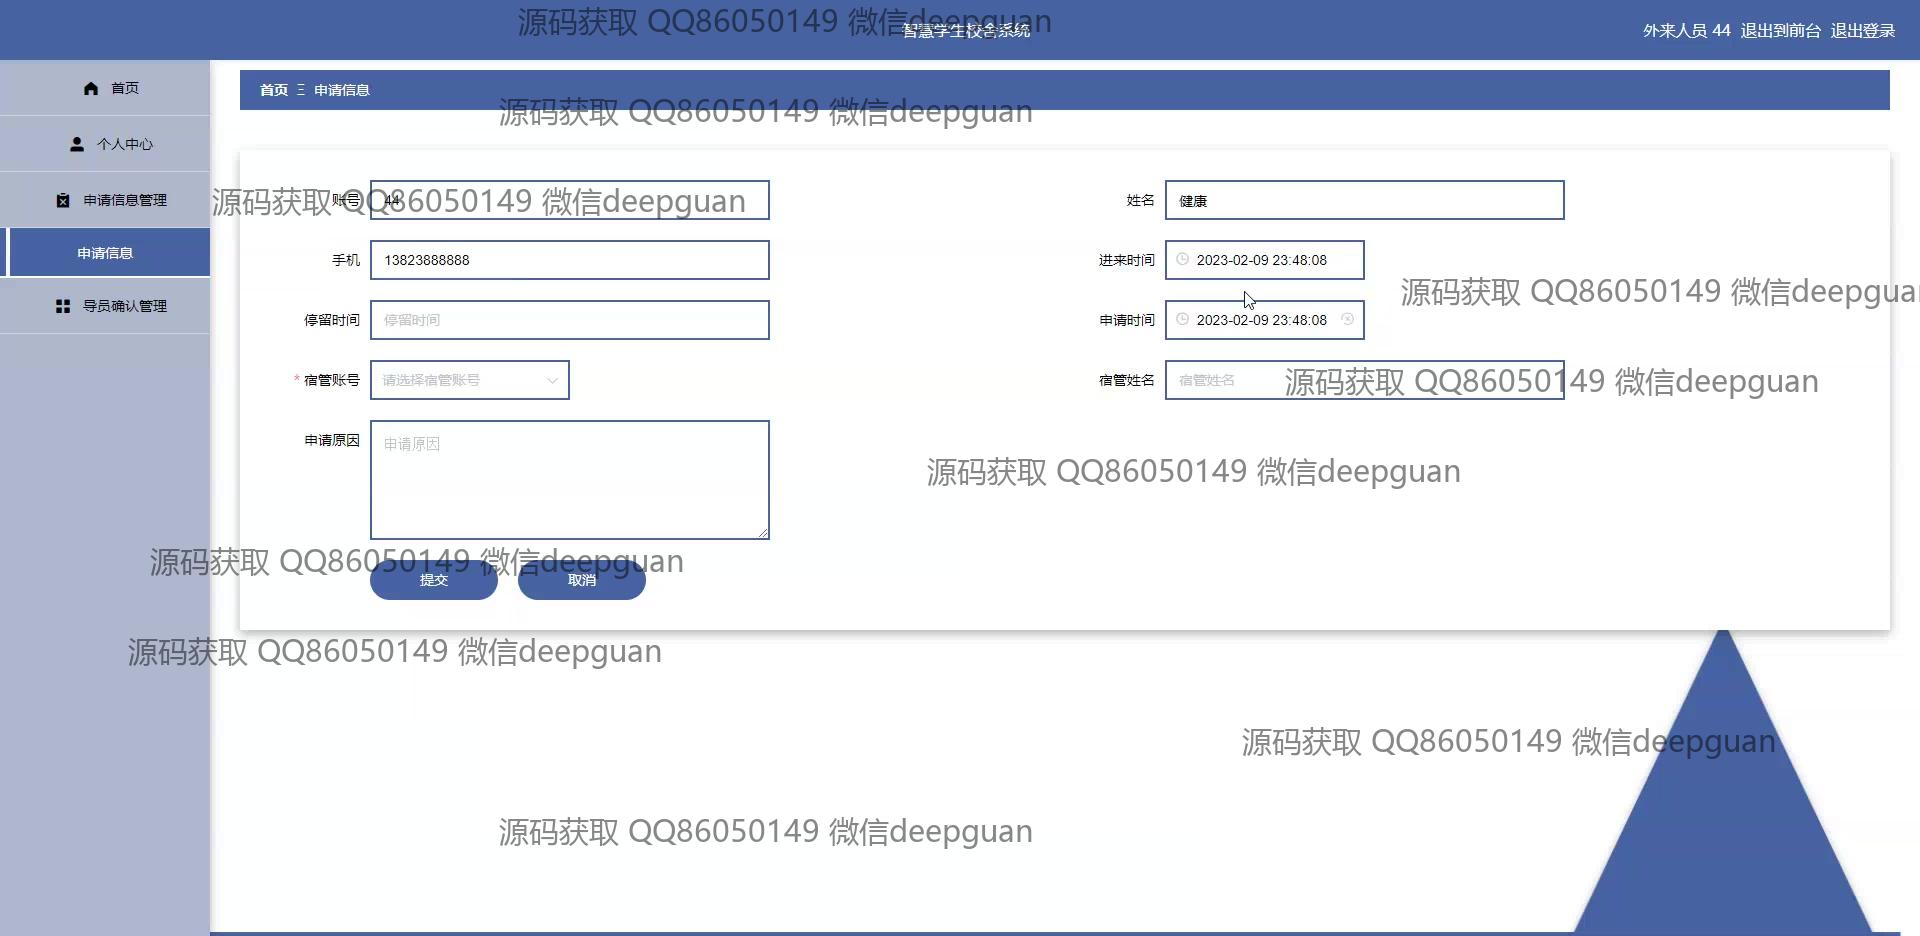 源码获取 QQ86050149 微信deepguan
智慧学生校舍系统
外来人员 44 退出到前台 退出登录
首页
首页 Ξ 申请信息
源码获取 QQ86050149 微信deepguan
个人中心
申请信息管理
源码获取 QQ86050149 微信deepguan
账号 44
姓名 健康
申请信息
手机 13823888888
进来时间 2023-02-09 23:48:08
源码获取 QQ86050149 微信deepgua
导员确认管理
停留时间 停留时间
申请时间 2023-02-09 23:48:08
* 宿管账号 请选择宿管账号
宿管姓名 宿管姓名
源码获取 QQ86050149 微信deepguan
申请原因 申请原因
源码获取 QQ86050149 微信deepguan
源码获取 QQ86050149 微信deepguan
提交 取消
源码获取 QQ86050149 微信deepguan
源码获取 QQ86050149 微信deepguan
源码获取 QQ86050149 微信deepguan